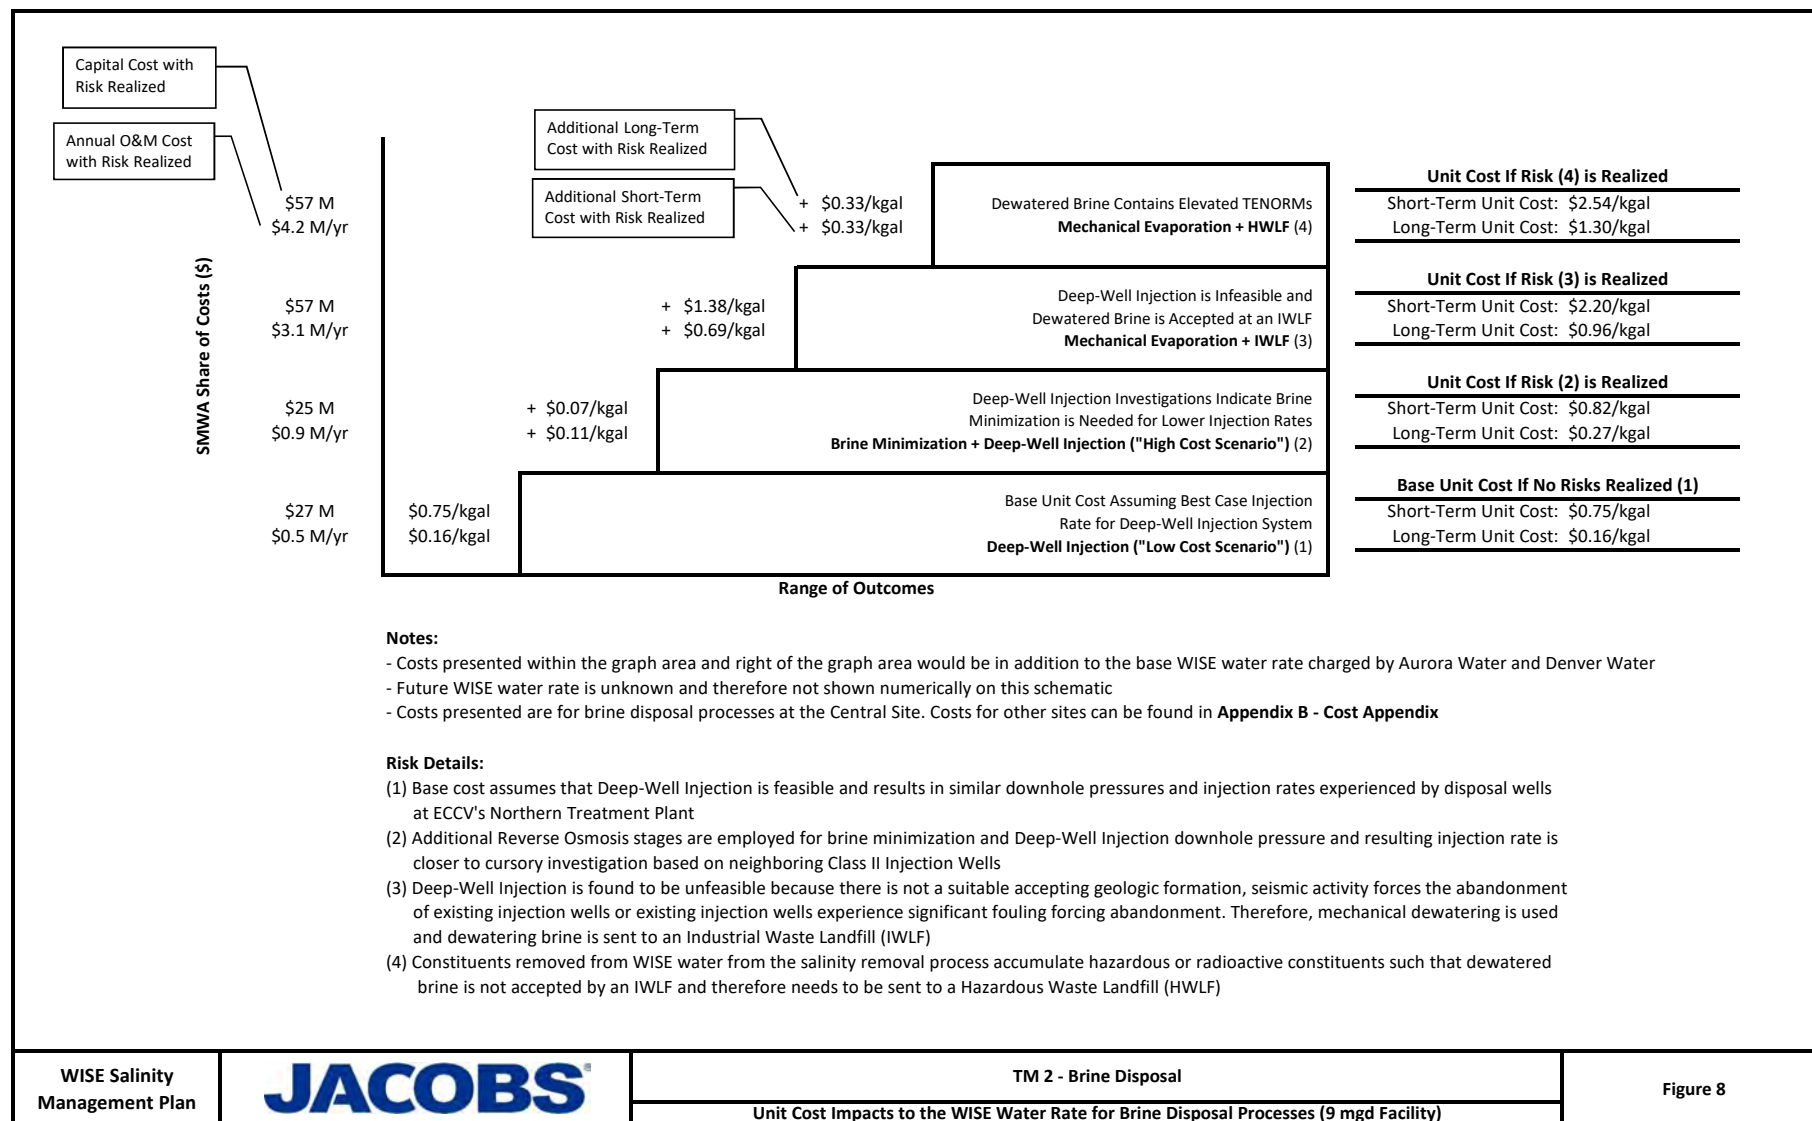 Capital Cost with
Risk Realized
Annual O&M Cost
with Risk Realized
Additional Long-Term
Cost with Risk Realized
Additional Short-Term
Cost with Risk Realized
SMWA Share of Costs ($)
$57 M
$4.2 M/yr
+ $0.33/kgal
+ $0.33/kgal
Dewatered Brine Contains Elevated TENORMs
Mechanical Evaporation + HWLF (4)
Unit Cost If Risk (4) is Realized
Short-Term Unit Cost: $2.54/kgal
Long-Term Unit Cost: $1.30/kgal
$57 M
$3.1 M/yr
+ $1.38/kgal
+ $0.69/kgal
Deep-Well Injection is Infeasible and
Dewatered Brine is Accepted at an IWLF
Mechanical Evaporation + IWLF (3)
Unit Cost If Risk (3) is Realized
Short-Term Unit Cost: $2.20/kgal
Long-Term Unit Cost: $0.96/kgal
$25 M
$0.9 M/yr
+ $0.07/kgal
+ $0.11/kgal
Deep-Well Injection Investigations Indicate Brine
Minimization is Needed for Lower Injection Rates
Brine Minimization + Deep-Well Injection ("High Cost Scenario") (2)
Unit Cost If Risk (2) is Realized
Short-Term Unit Cost: $0.82/kgal
Long-Term Unit Cost: $0.27/kgal
$27 M
$0.5 M/yr
$0.75/kgal
$0.16/kgal
Base Unit Cost Assuming Best Case Injection
Rate for Deep-Well Injection System
Deep-Well Injection ("Low Cost Scenario") (1)
Base Unit Cost If No Risks Realized (1)
Short-Term Unit Cost: $0.75/kgal
Long-Term Unit Cost: $0.16/kgal
Range of Outcomes
Notes:
- Costs presented within the graph area and right of the graph area would be in addition to the base WISE water rate charged by Aurora Water and Denver Water
- Future WISE water rate is unknown and therefore not shown numerically on this schematic
- Costs presented are for brine disposal processes at the Central Site. Costs for other sites can be found in Appendix B - Cost Appendix
Risk Details:
(1) Base cost assumes that Deep-Well Injection is feasible and results in similar downhole pressures and injection rates experienced by disposal wells
at ECCV's Northern Treatment Plant
(2) Additional Reverse Osmosis stages are employed for brine minimization and Deep-Well Injection downhole pressure and resulting injection rate is
closer to cursory investigation based on neighboring Class II Injection Wells
(3) Deep-Well Injection is found to be unfeasible because there is not a suitable accepting geologic formation, seismic activity forces the abandonment
of existing injection wells or existing injection wells experience significant fouling forcing abandonment. Therefore, mechanical dewatering is used
and dewatering brine is sent to an Industrial Waste Landfill (IWLF)
(4) Constituents removed from WISE water from the salinity removal process accumulate hazardous or radioactive constituents such that dewatered
brine is not accepted by an IWLF and therefore needs to be sent to a Hazardous Waste Landfill (HWLF)
WISE Salinity
Management Plan
JACOBS
TM 2 - Brine Disposal
Unit Cost Impacts to the WISE Water Rate for Brine Disposal Processes (9 mgd Facility)
Figure 8